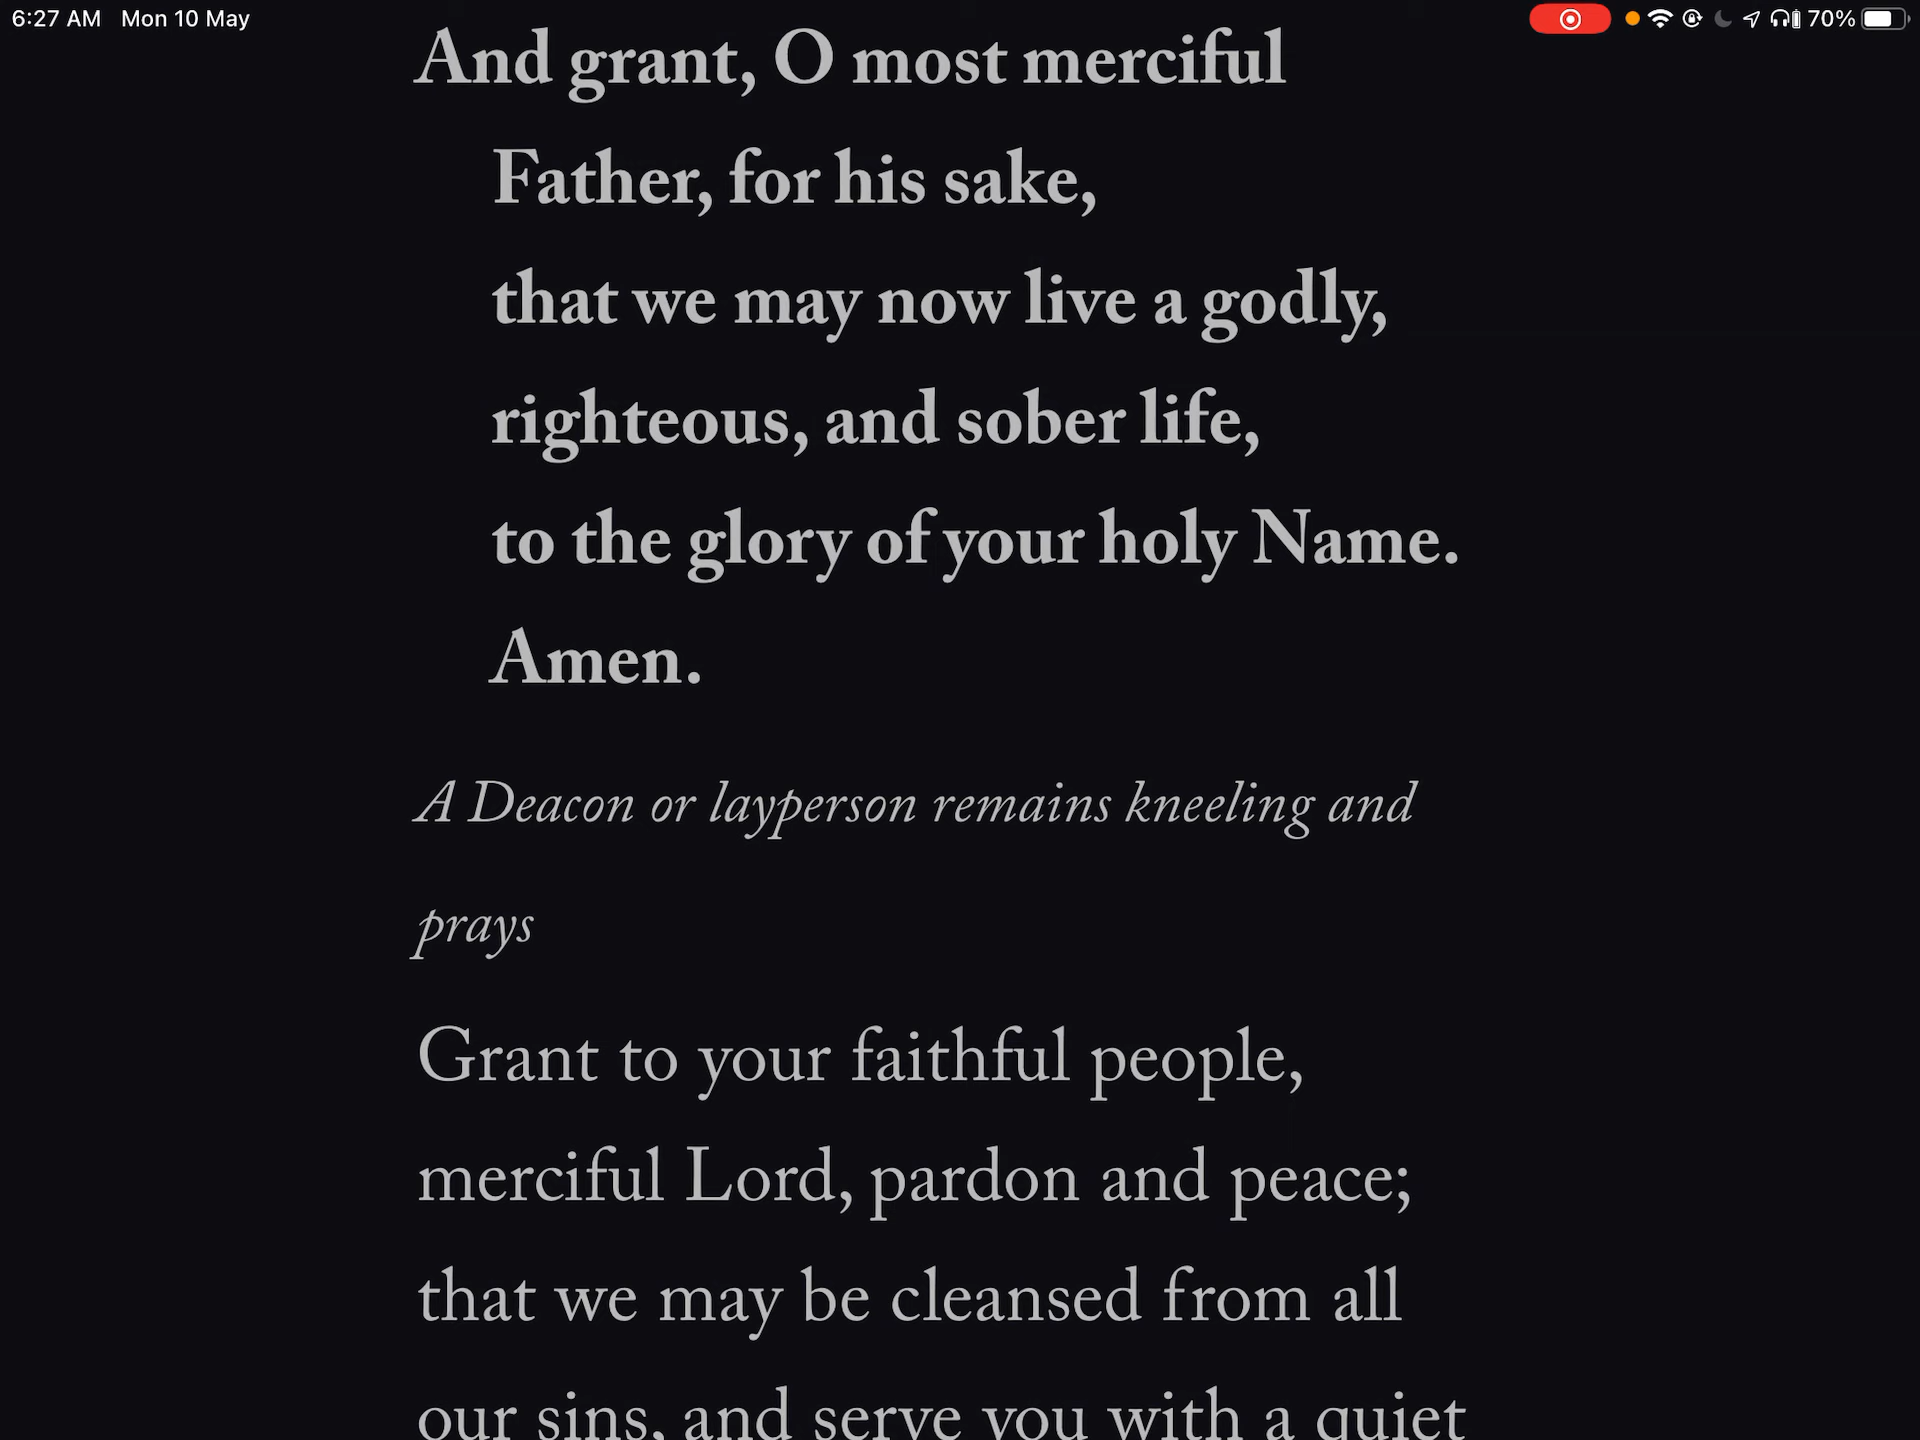 6:27 AM Mon 10 May 70%
And grant, O most merciful
Father, for his sake,
that we may now live a godly,
righteous, and sober life,
to the glory of your holy Name.
Amen.
A Deacon or layperson remains kneeling and
prays
Grant to your faithful people,
merciful Lord, pardon and peace;
that we may be cleansed from all
our sins, and serve you with a quiet